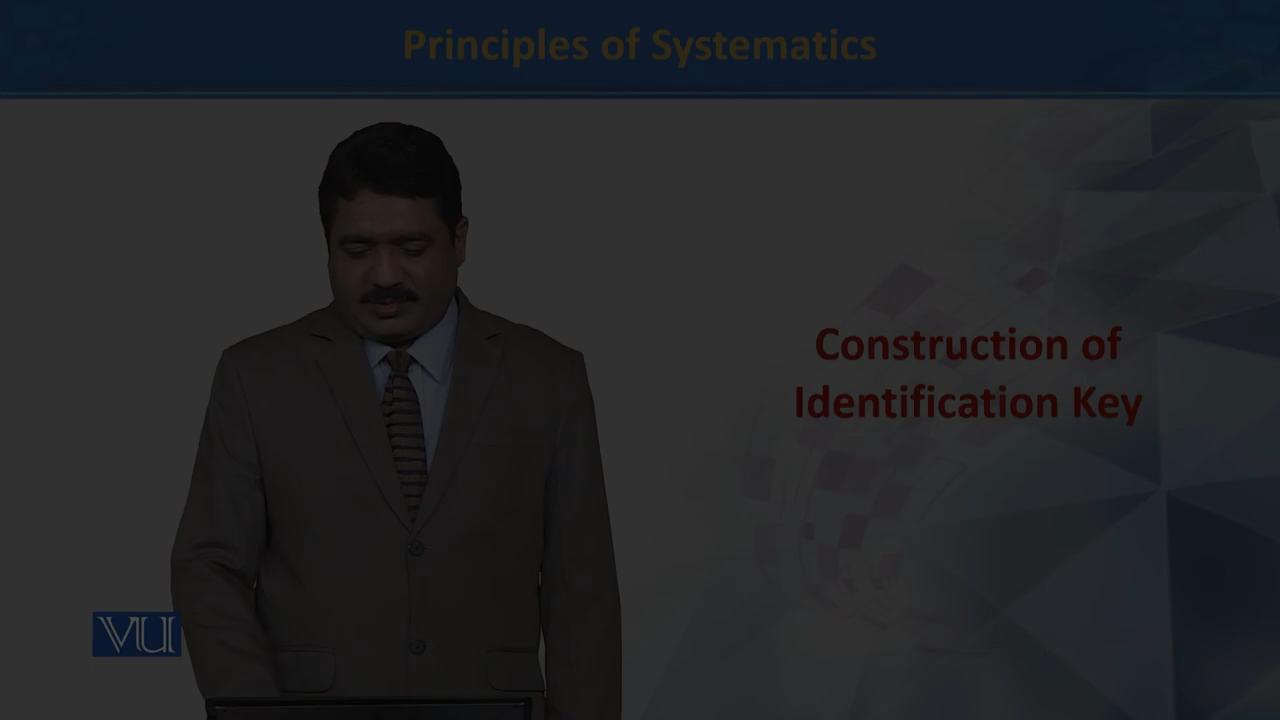 Principles of Systematics
Construction of
Identification Key
VU